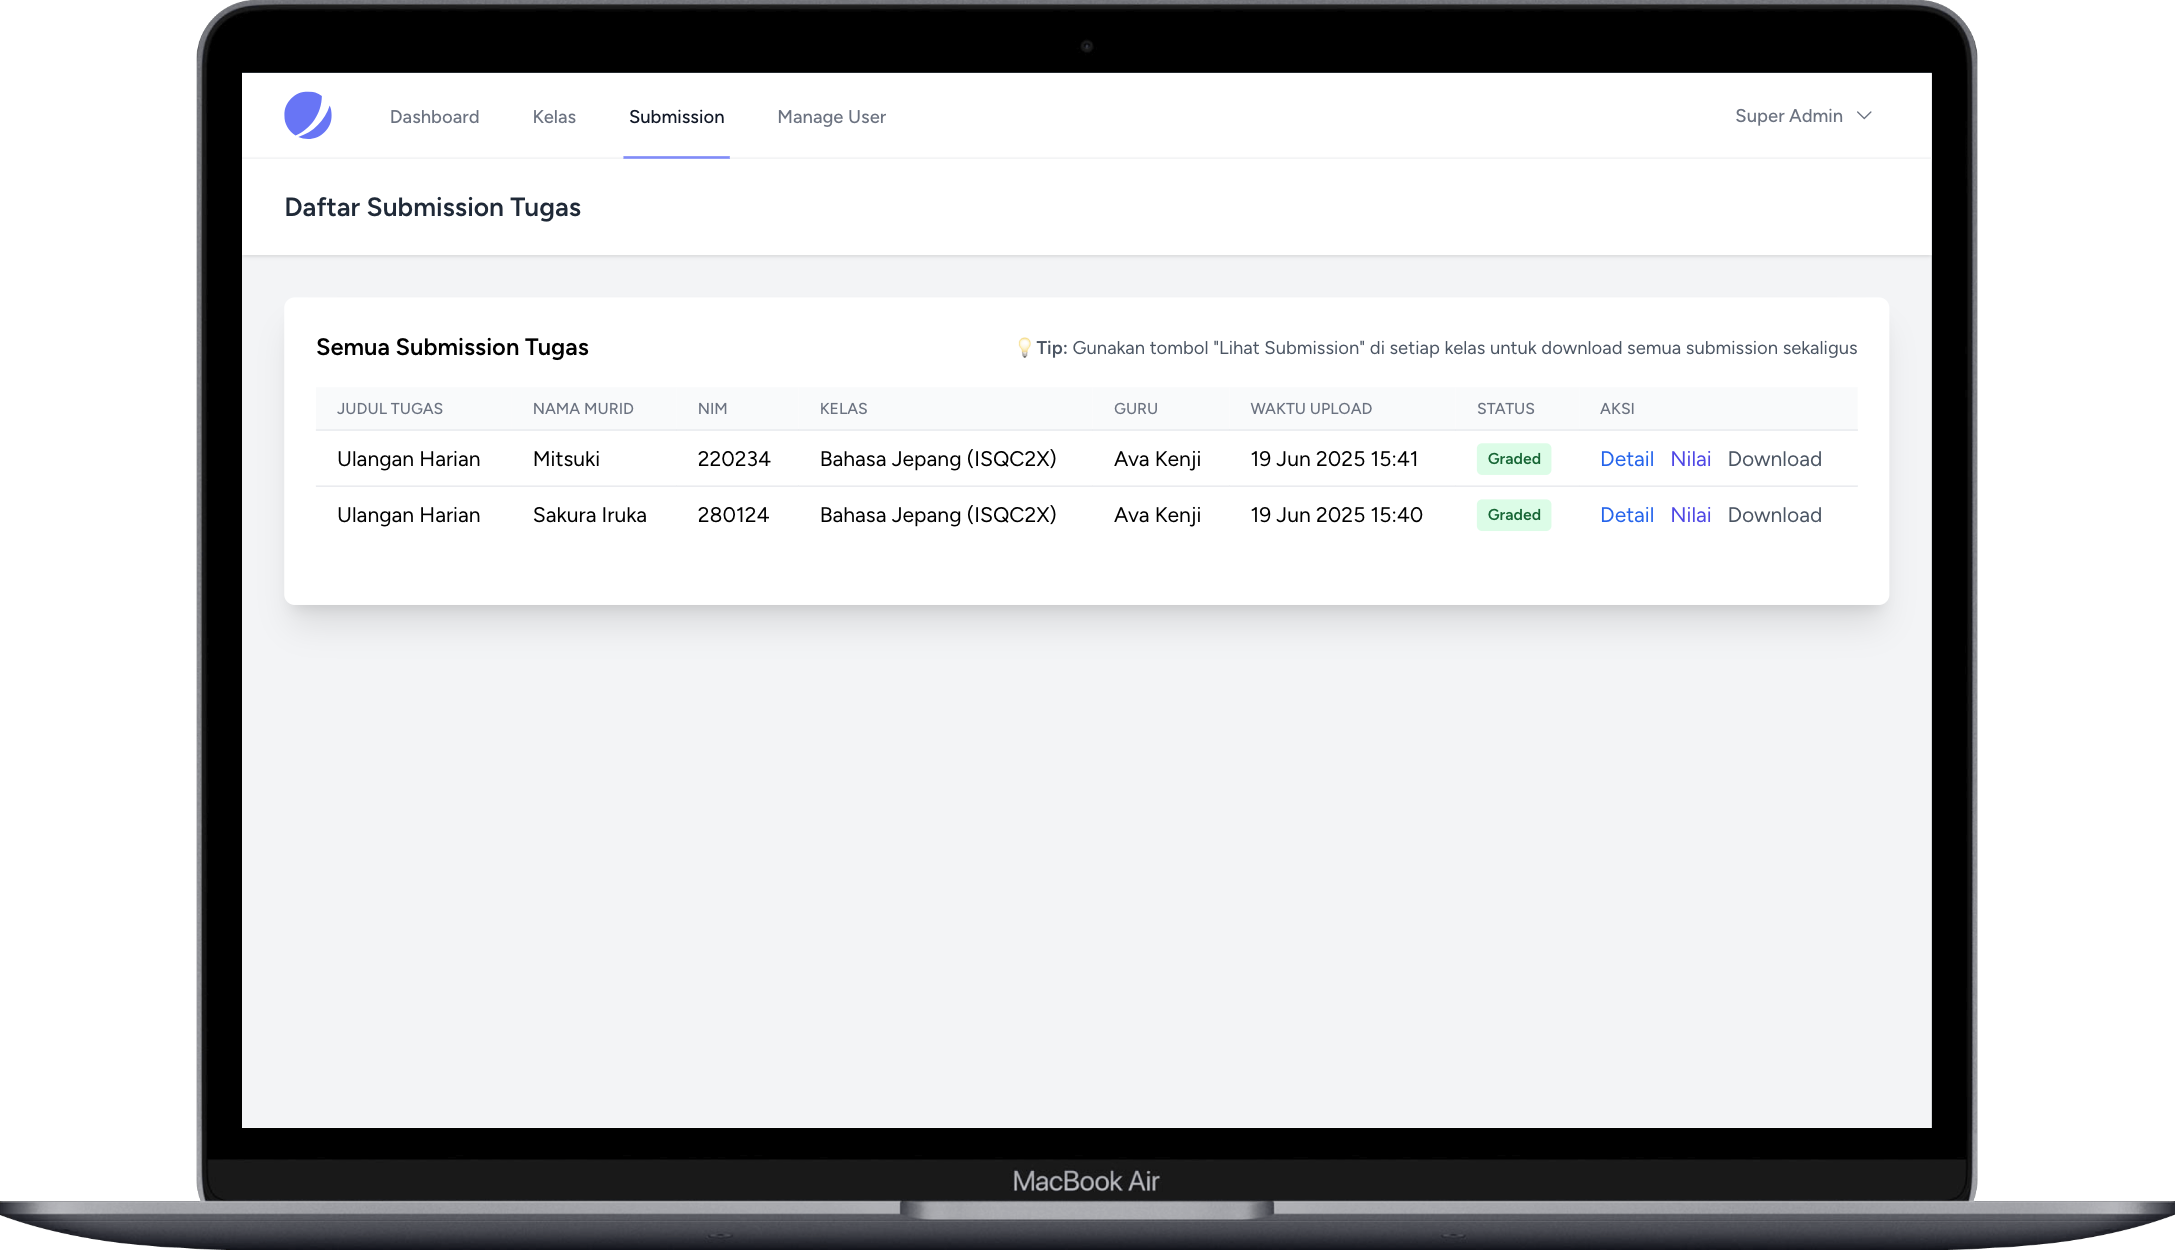 Dashboard Kelas Submission Manage User Super Admin
Daftar Submission Tugas
Semua Submission Tugas 💡 Tip: Gunakan tombol "Lihat Submission" di setiap kelas untuk download semua submission sekaligus
JUDUL TUGAS NAMA MURID NIM KELAS GURU WAKTU UPLOAD STATUS AKSI
Ulangan Harian Mitsuki 220234 Bahasa Jepang (ISQC2X) Ava Kenji 19 Jun 2025 15:41 Graded Detail Nilai Download
Ulangan Harian Sakura Iruka 280124 Bahasa Jepang (ISQC2X) Ava Kenji 19 Jun 2025 15:40 Graded Detail Nilai Download
MacBook Air